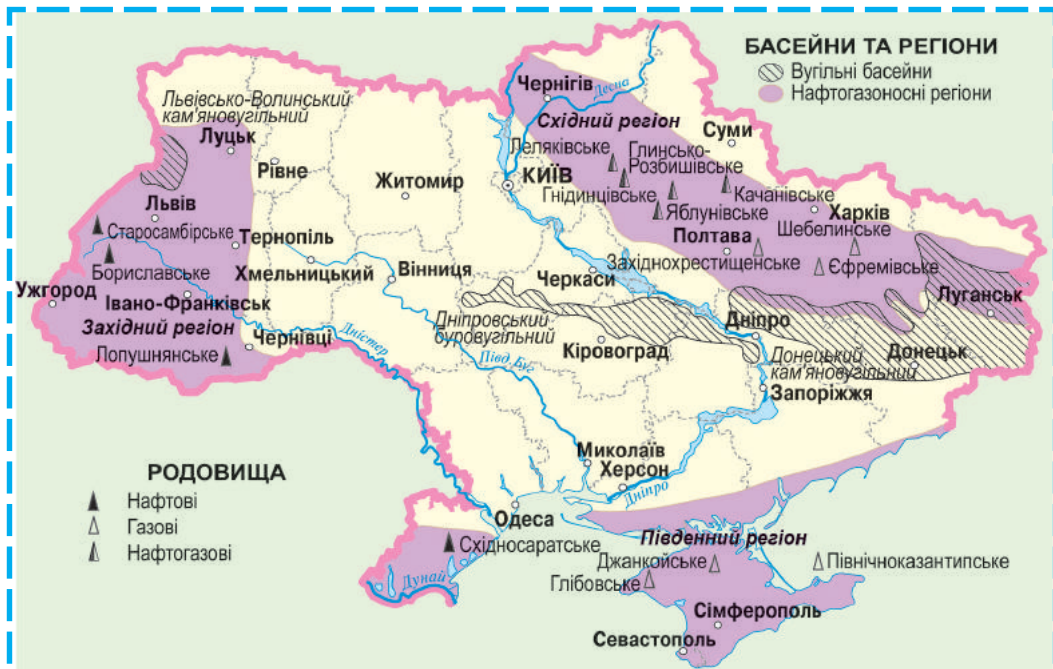 БАСЕЙНИ ТА РЕГІОНИ
Вугільні басейни
Нафтогазоносні регіони
Львівсько-Волинський
кам'яновугільний
Луцьк
Рівне
Житомир
КИЇВ
Чернігів
Десна
Східний регіон
Суми
Леляківське
Глинсько-
Розбишівське
Гнідинцівське
Качанівське
Яблунівське
Харків
Шебелинське
Полтава
Західнохрестищенське
Єфремівське
Львів
Старосамбірське
Тернопіль
Бориславське
Хмельницький
Вінниця
Черкаси
Ужгород
Івано-Франківськ
Західний регіон
Чернівці
Лопушнянське
Дністер
Дніпровський
буровугільний
Півд. Буг
Кіровоград
Дніпро
Луганськ
Донецьк
Донецький
кам'яновугільний
Запоріжжя
РОДОВИЩА
Нафтові
Газові
Нафтогазові
Миколаїв
Херсон
Дніпро
Одеса
Східносаратське
Дунай
Південний регіон
Джанкойське
Глібовське
Північноказантипське
Сімферополь
Севастополь